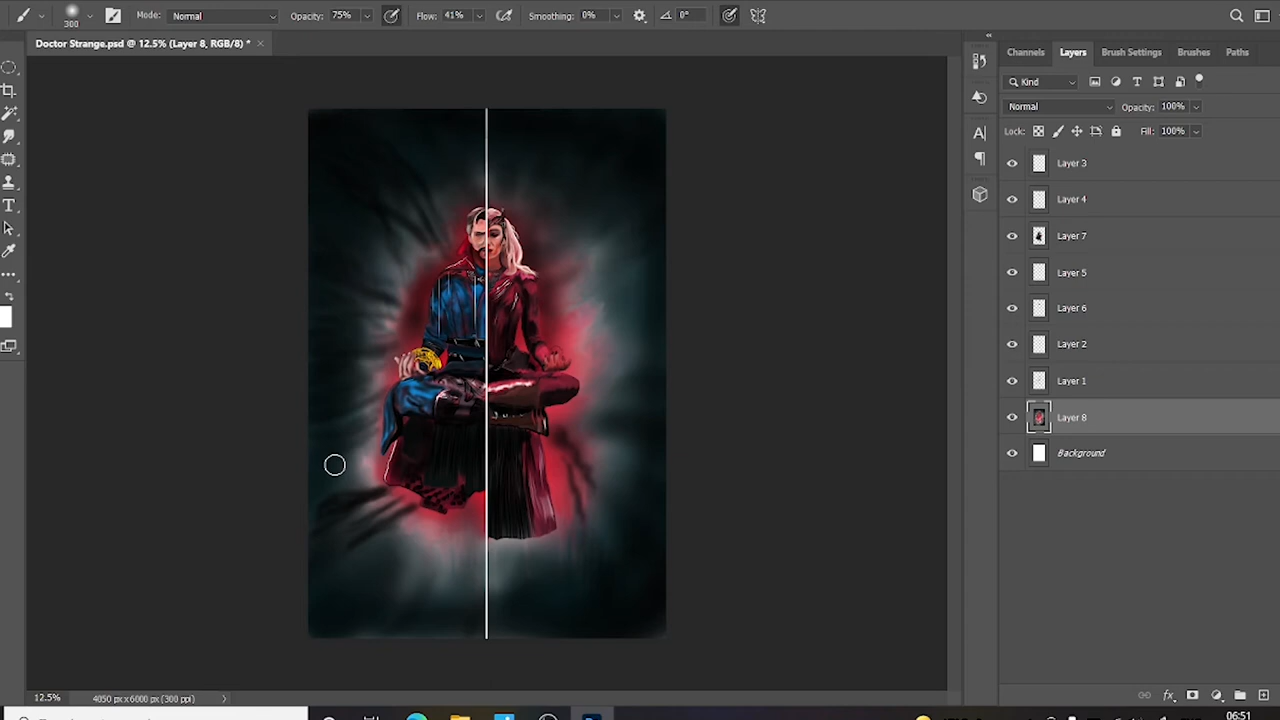 Mode: Normal Opacity: 75% Flow: 41% Smoothing: 0% 0°
300
Doctor Strange.psd @ 12.5% (Layer 8, RGB/8) *
Channels Layers Brush Settings Brushes Paths
Kind
Normal Opacity: 100%
Lock: Fill: 100%
Layer 3
Layer 4
Layer 7
Layer 5
Layer 6
Layer 2
Layer 1
Layer 8
Background
12.5% 4050 px x 6000 px (300 ppi)
06:51